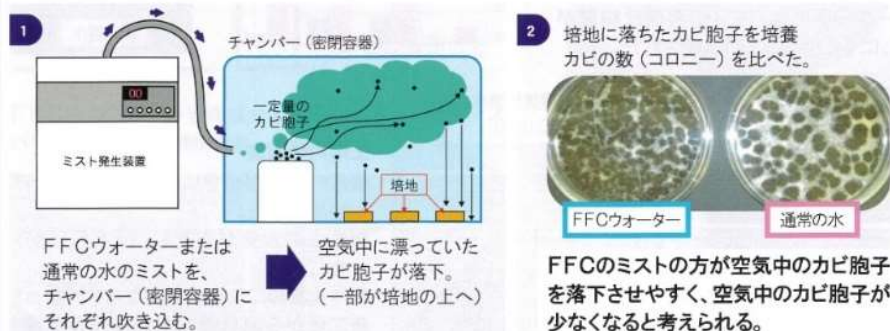 1
チャンバー(密閉容器)
00
ミスト発生装置
一定量の
カビ胞子
培地
FFCウォーターまたは
通常の水のミストを、
チャンバー(密閉容器)に
それぞれ吹き込む。
空気中に漂っていた
カビ胞子が落下。
(一部が培地の上へ)
2
培地に落ちたカビ胞子を培養
カビの数(コロニー)を比べた。
FFCウォーター
通常の水
FFCのミストの方が空気中のカビ胞子
を落下させやすく、空気中のカビ胞子が
少なくなると考えられる。